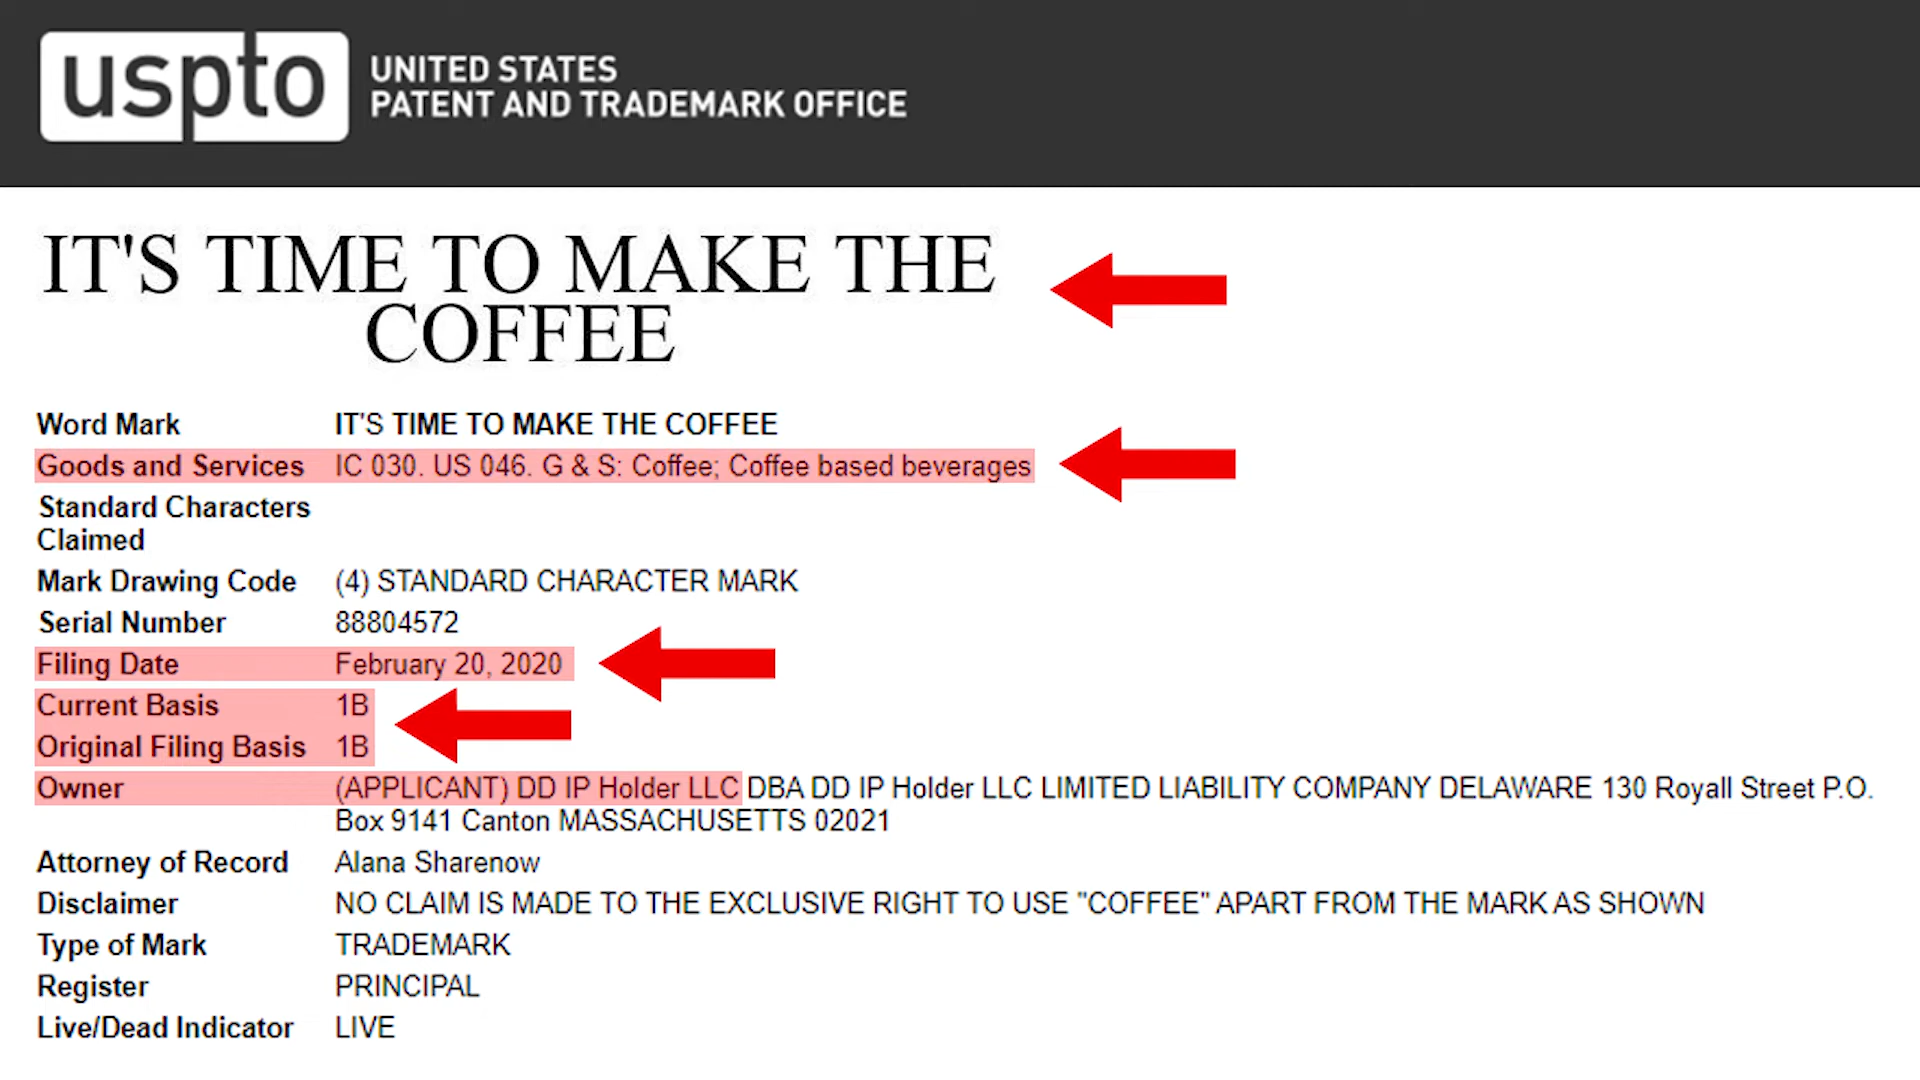 uspto UNITED STATES
PATENT AND TRADEMARK OFFICE
IT'S TIME TO MAKE THE
COFFEE
Word Mark IT'S TIME TO MAKE THE COFFEE
Goods and Services IC 030. US 046. G & S: Coffee; Coffee based beverages
Standard Characters
Claimed
Mark Drawing Code (4) STANDARD CHARACTER MARK
Serial Number 88804572
Filing Date February 20, 2020
Current Basis 1B
Original Filing Basis 1B
Owner (APPLICANT) DD IP Holder LLC DBA DD IP Holder LLC LIMITED LIABILITY COMPANY DELAWARE 130 Royall Street P.O.
Box 9141 Canton MASSACHUSETTS 02021
Attorney of Record Alana Sharenow
Disclaimer NO CLAIM IS MADE TO THE EXCLUSIVE RIGHT TO USE "COFFEE" APART FROM THE MARK AS SHOWN
Type of Mark TRADEMARK
Register PRINCIPAL
Live/Dead Indicator LIVE